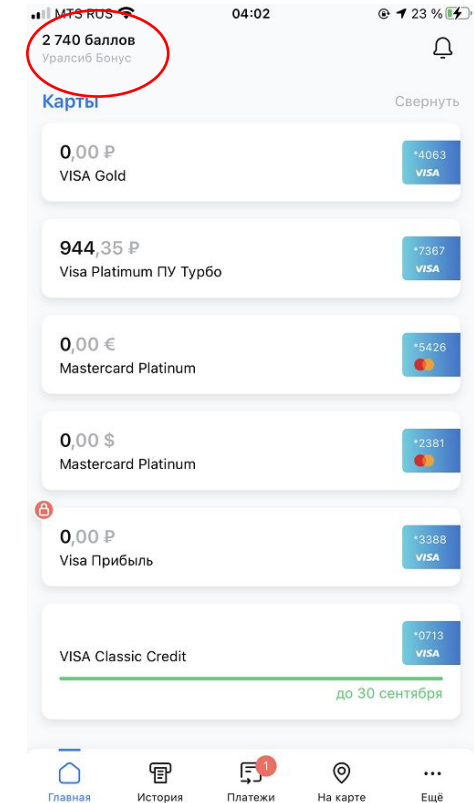 MTS RUS 04:02 23 %
2 740 баллов
Уралсиб Бонус
Карты Свернуть
0,00 ₽
VISA Gold
*4063
VISA
944,35 ₽
Visa Platimum ПУ Турбо
*7367
VISA
0,00 €
Mastercard Platinum
*5426
0,00 $
Mastercard Platinum
*2381
0,00 ₽
Visa Прибыль
*3388
VISA
VISA Classic Credit
*0713
VISA
до 30 сентября
1
Главная История Платежи На карте Ещё